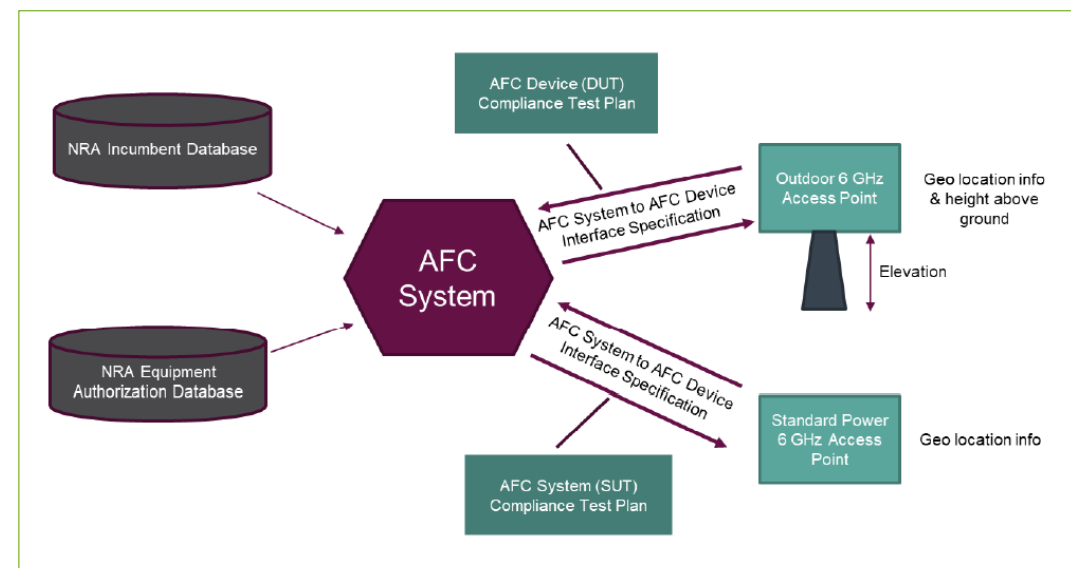 AFC Device (DUT)
Compliance Test Plan
NRA Incumbent Database
Outdoor 6 GHz
Access Point
Geo location info
& height above
ground
AFC System to AFC Device
Interface Specification
Elevation
AFC
System
NRA Equipment
Authorization Database
AFC System to AFC Device
Interface Specification
Standard Power
6 GHz Access
Point
Geo location info
AFC System (SUT)
Compliance Test Plan